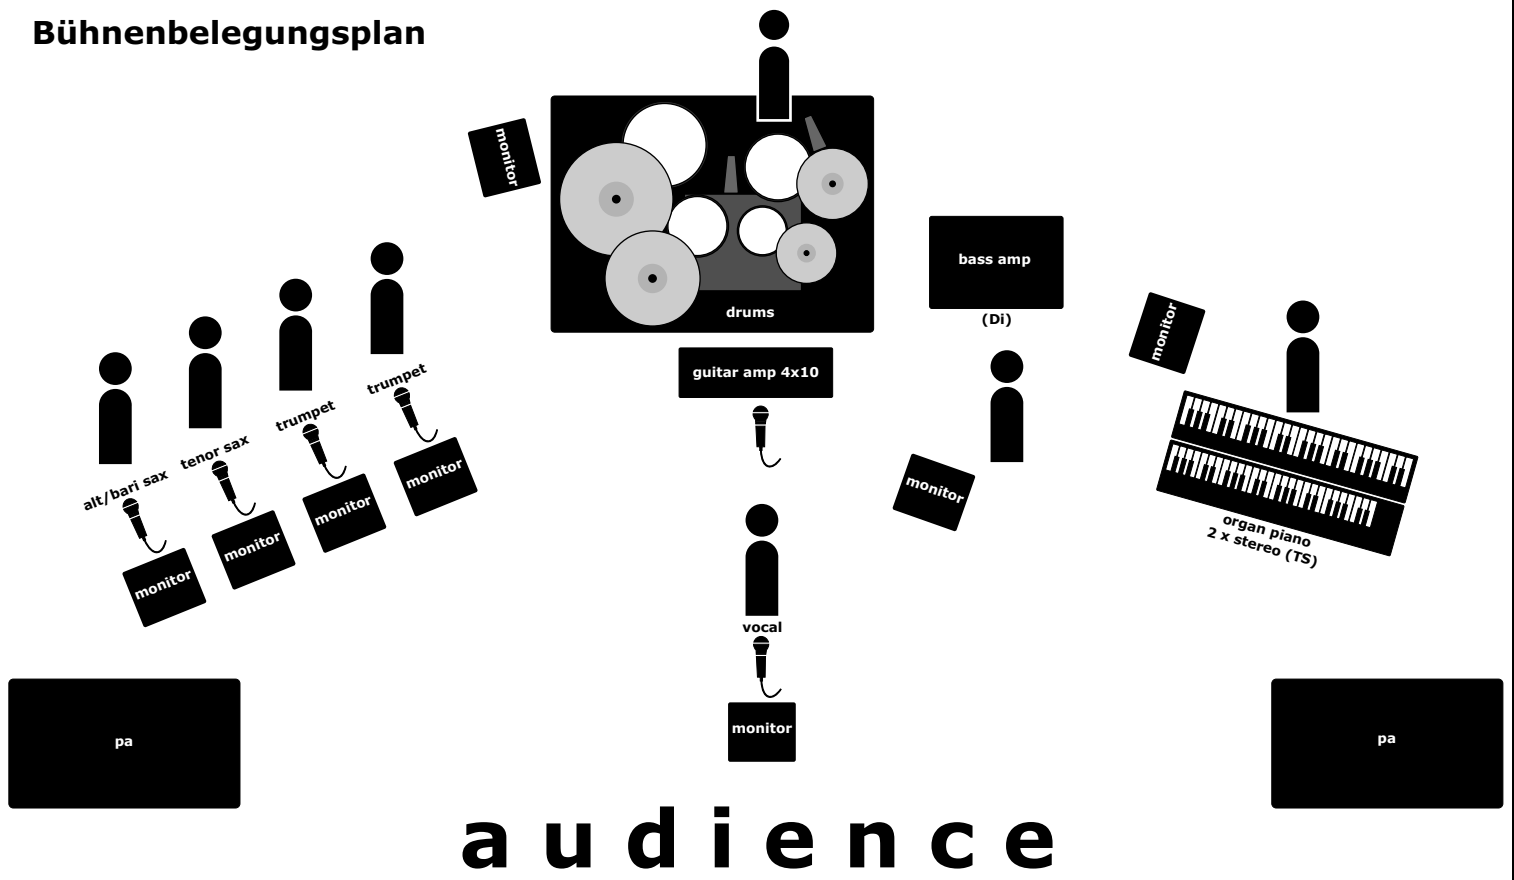 Bühnenbelegungsplan
monitor
drums
bass amp
(Di)
monitor
guitar amp 4x10
trumpet
trumpet
tenor sax
alt/bari sax
monitor
monitor
monitor
monitor
monitor
organ piano
2 x stereo (TS)
vocal
monitor
pa
pa
audience